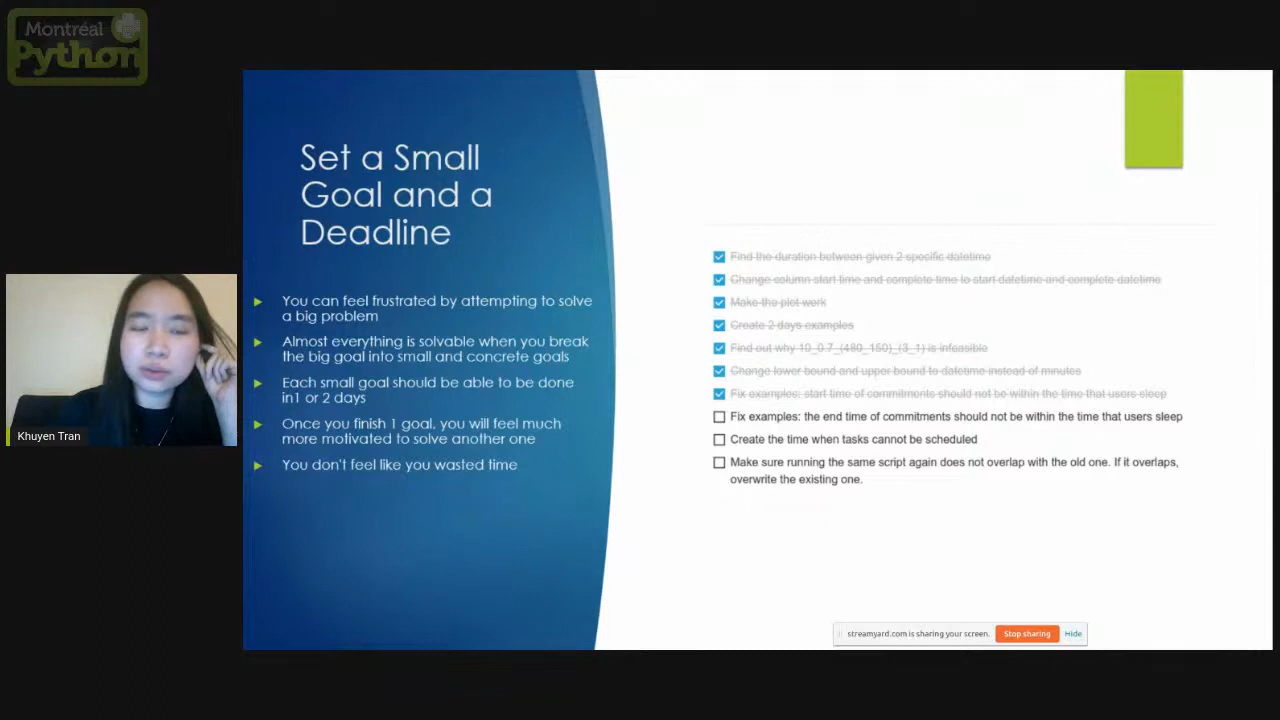 Montréal
Python
Set a Small
Goal and a
Deadline
You can feel frustrated by attempting to solve
a big problem
Almost everything is solvable when you break
the big goal into small and concrete goals
Each small goal should be able to be done
in1 or 2 days
Once you finish 1 goal, you will feel much
more motivated to solve another one
You don't feel like you wasted time
Find the duration between given 2 specific datetime
Change column start time and complete time to start datetime and complete datetime
Make the plot work
Create 2 days examples
Find out why 10_0.7_(480_150)_(3_1) is infeasible
Change lower bound and upper bound to datetime instead of minutes
Fix examples: start time of commitments should not be within the time that users sleep
Fix examples: the end time of commitments should not be within the time that users sleep
Create the time when tasks cannot be scheduled
Make sure running the same script again does not overlap with the old one. If it overlaps,
overwrite the existing one.
Khuyen Tran
streamyard.com is sharing your screen. Stop sharing Hide